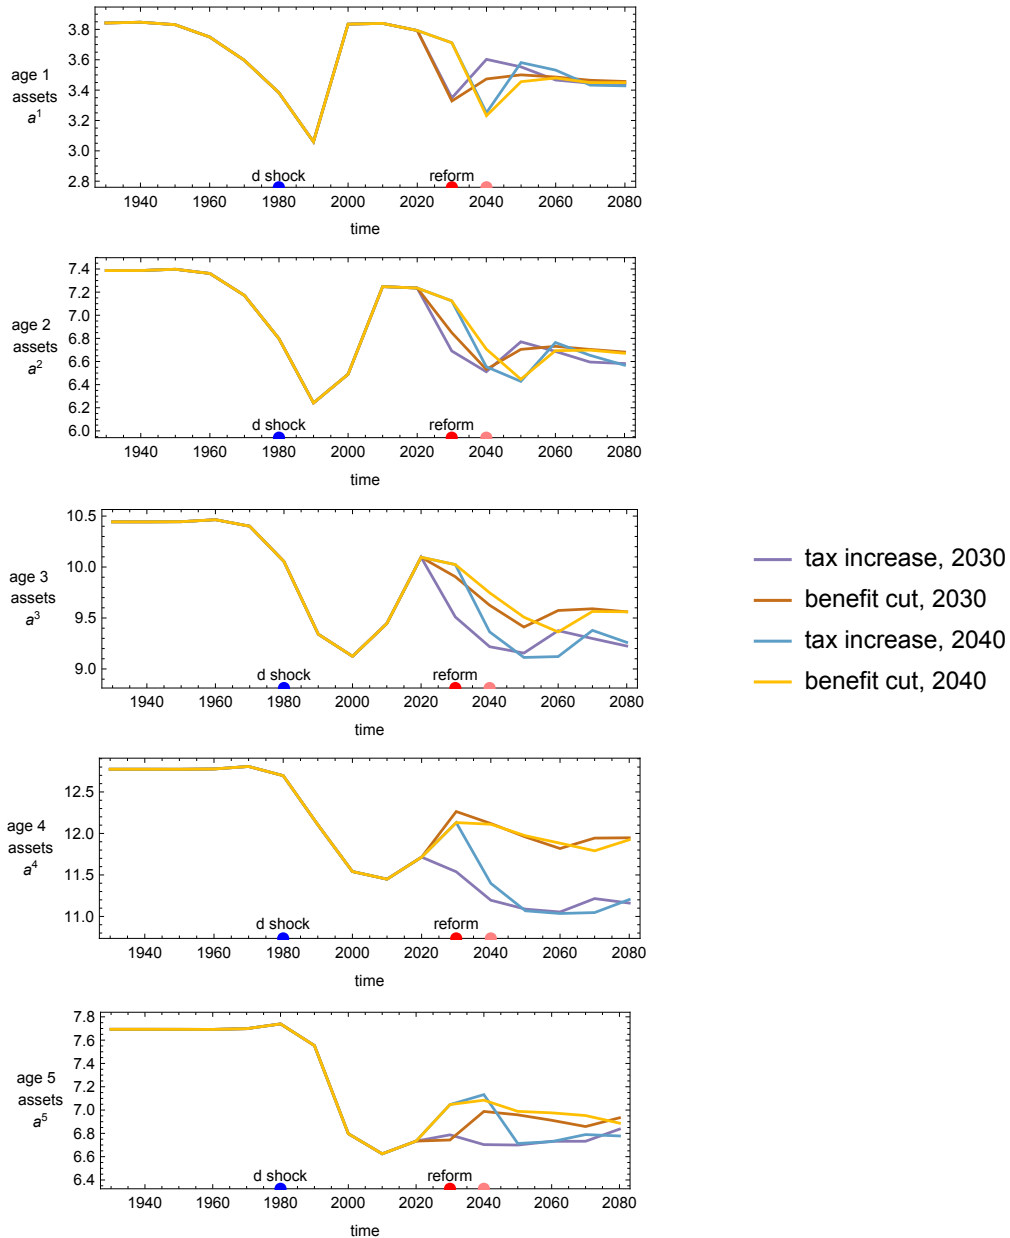 3.8
3.6
3.4
3.2
3.0
2.8
age 1
assets
a¹
d shock
reform
1940 1960 1980 2000 2020 2040 2060 2080
time
7.4
7.2
7.0
6.8
6.6
6.4
6.2
6.0
age 2
assets
a²
d shock
reform
1940 1960 1980 2000 2020 2040 2060 2080
time
10.5
10.0
9.5
9.0
age 3
assets
a³
d shock
reform
1940 1960 1980 2000 2020 2040 2060 2080
time
tax increase, 2030
benefit cut, 2030
tax increase, 2040
benefit cut, 2040
12.5
12.0
11.5
11.0
age 4
assets
a⁴
d shock
reform
1940 1960 1980 2000 2020 2040 2060 2080
time
7.8
7.6
7.4
7.2
7.0
6.8
6.6
6.4
age 5
assets
a⁵
d shock
reform
1940 1960 1980 2000 2020 2040 2060 2080
time